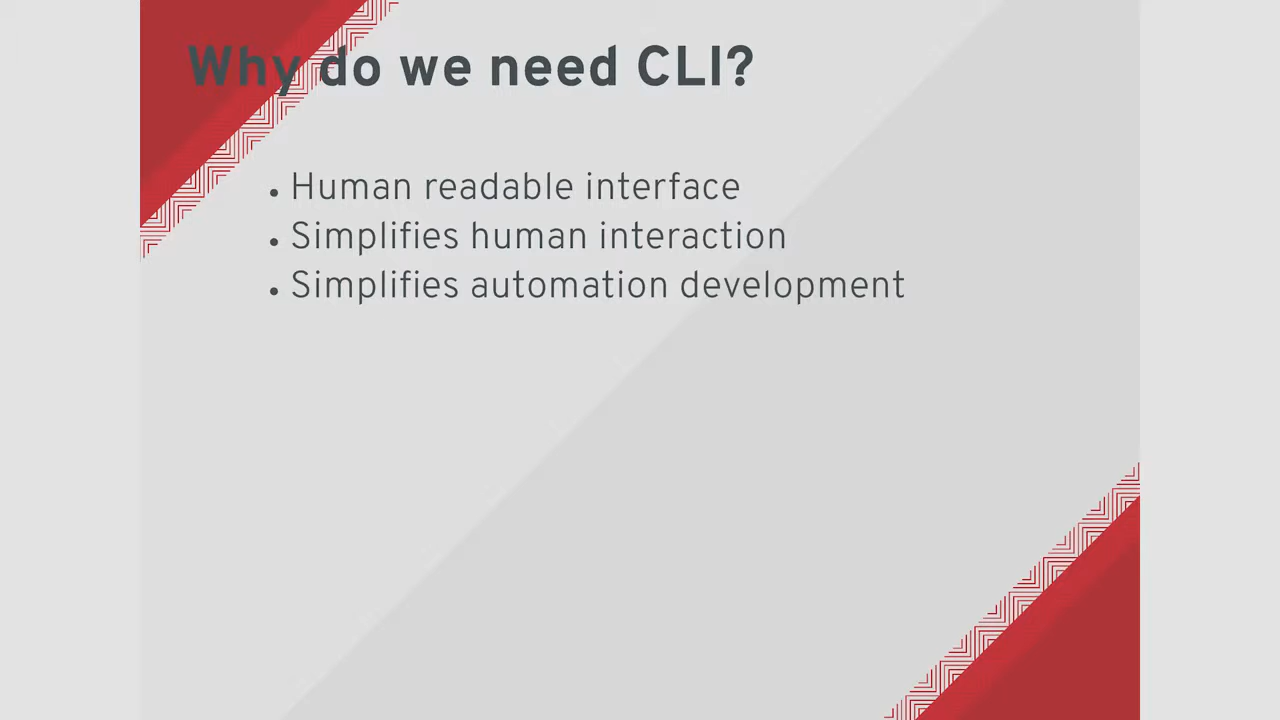 Why do we need CLI?
• Human readable interface
• Simplifies human interaction
• Simplifies automation development